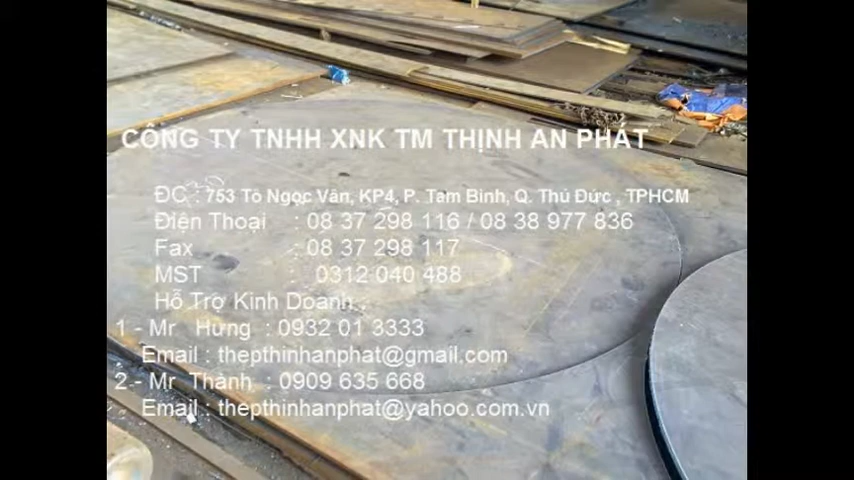 CÔNG TY TNHH XNK TM THỊNH AN PHÁT
ĐC : 753 Tô Ngọc Vân, KP4, P. Tam Bình, Q. Thủ Đức , TPHCM
Điện Thoại : 08 37 298 116 / 08 38 977 836
Fax : 08 37 298 117
MST : 0312 040 488
Hỗ Trợ Kinh Doanh :
1 - Mr Hưng : 0932 01 3333
Email : thepthinhanphat@gmail.com
2 - Mr Thành : 0909 635 668
Email : thepthinhanphat@yahoo.com.vn